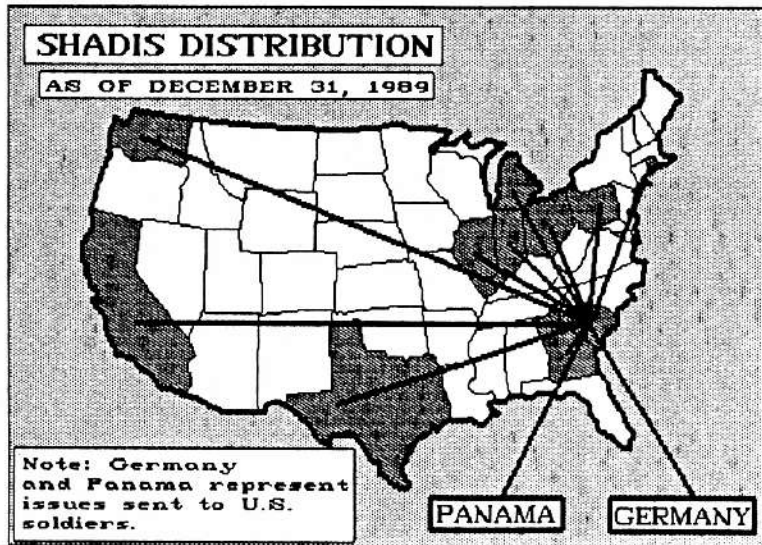 SHADIS DISTRIBUTION
AS OF DECEMBER 31, 1989
Note: Germany
and Panama represent
issues sent to U.S.
soldiers.
PANAMA
GERMANY